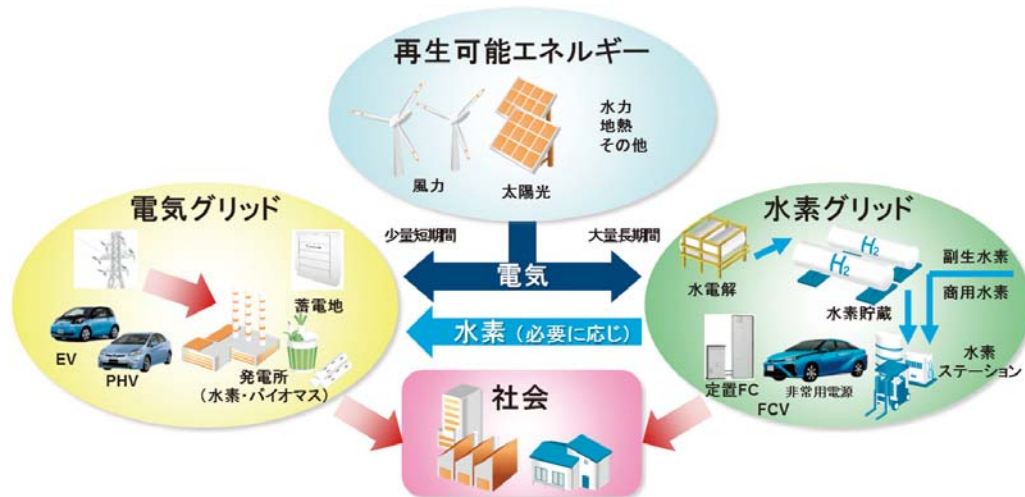 再生可能エネルギー
水力
地熱
その他
風力
太陽光
電気グリッド
蓄電地
EV
PHV
発電所
(水素・バイオマス)
少量短期間
大量長期間
電気
水素(必要に応じ)
水素グリッド
H2
H2
水電解
水素貯蔵
副生水素
商用水素
水素
ステーション
定置FC
FCV
非常用電源
社会